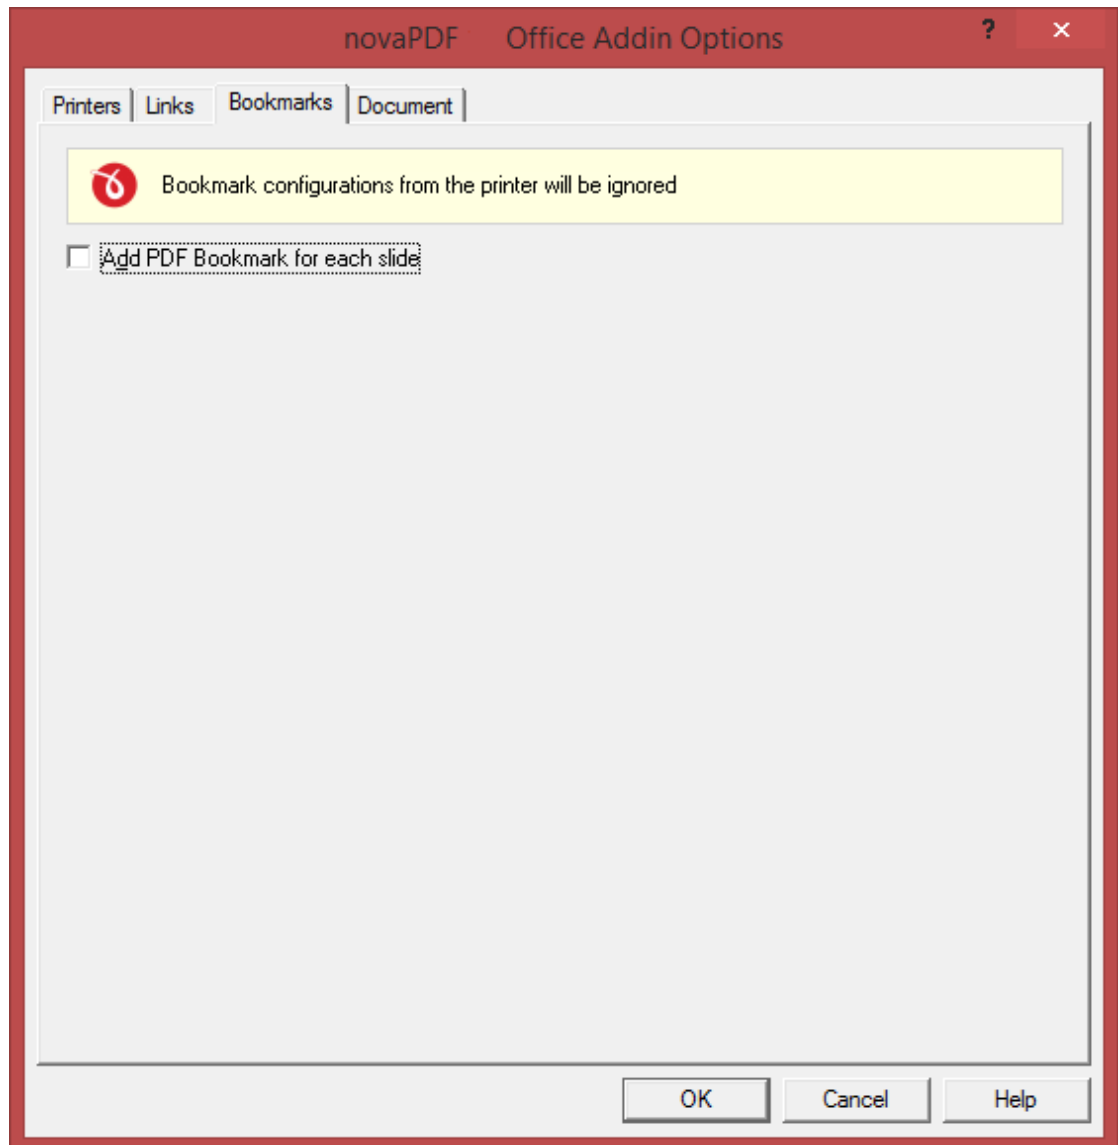 novaPDF Office Addin Options
?
Printers Links Bookmarks Document
Bookmark configurations from the printer will be ignored
Add PDF Bookmark for each slide
OK Cancel Help